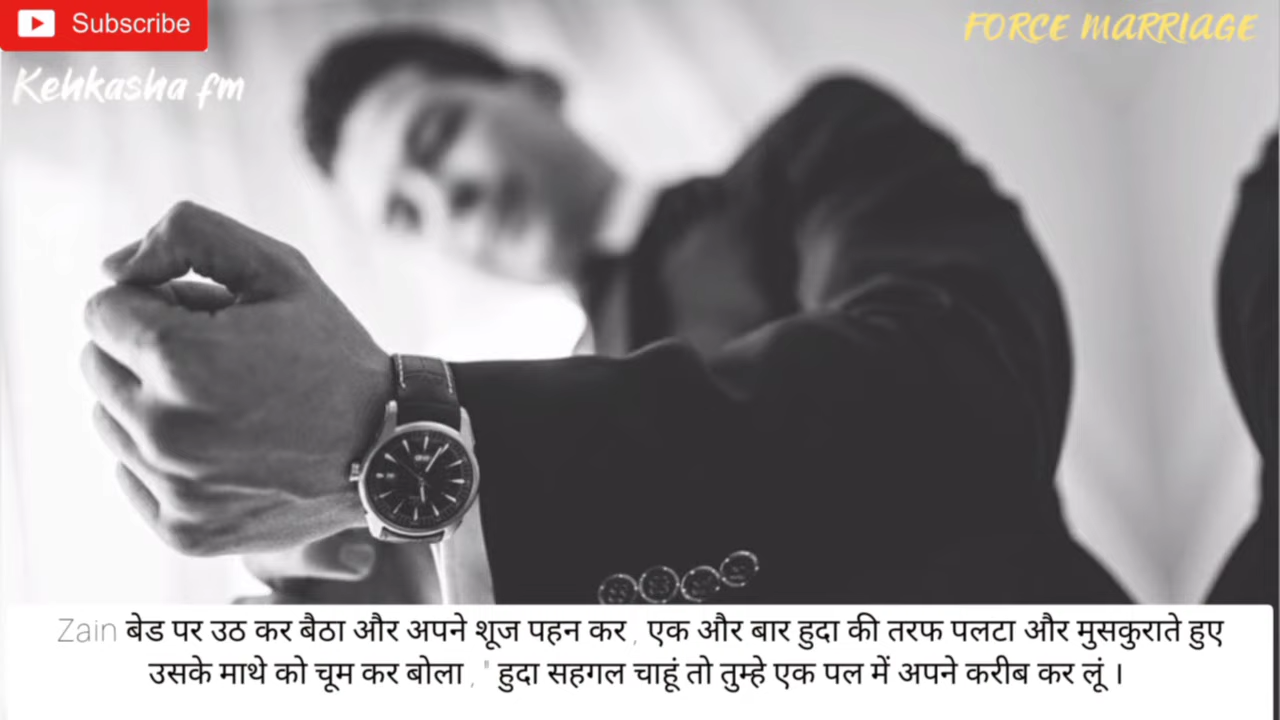 Subscribe
FORCE MARRIAGE
Kehkasha fm
Zain बेड पर उठ कर बैठा और अपने शूज पहन कर , एक और बार हुदा की तरफ पलटा और मुसकुराते हुए
उसके माथे को चूम कर बोला , " हुदा सहगल चाहूं तो तुम्हे एक पल में अपने करीब कर लूं ।